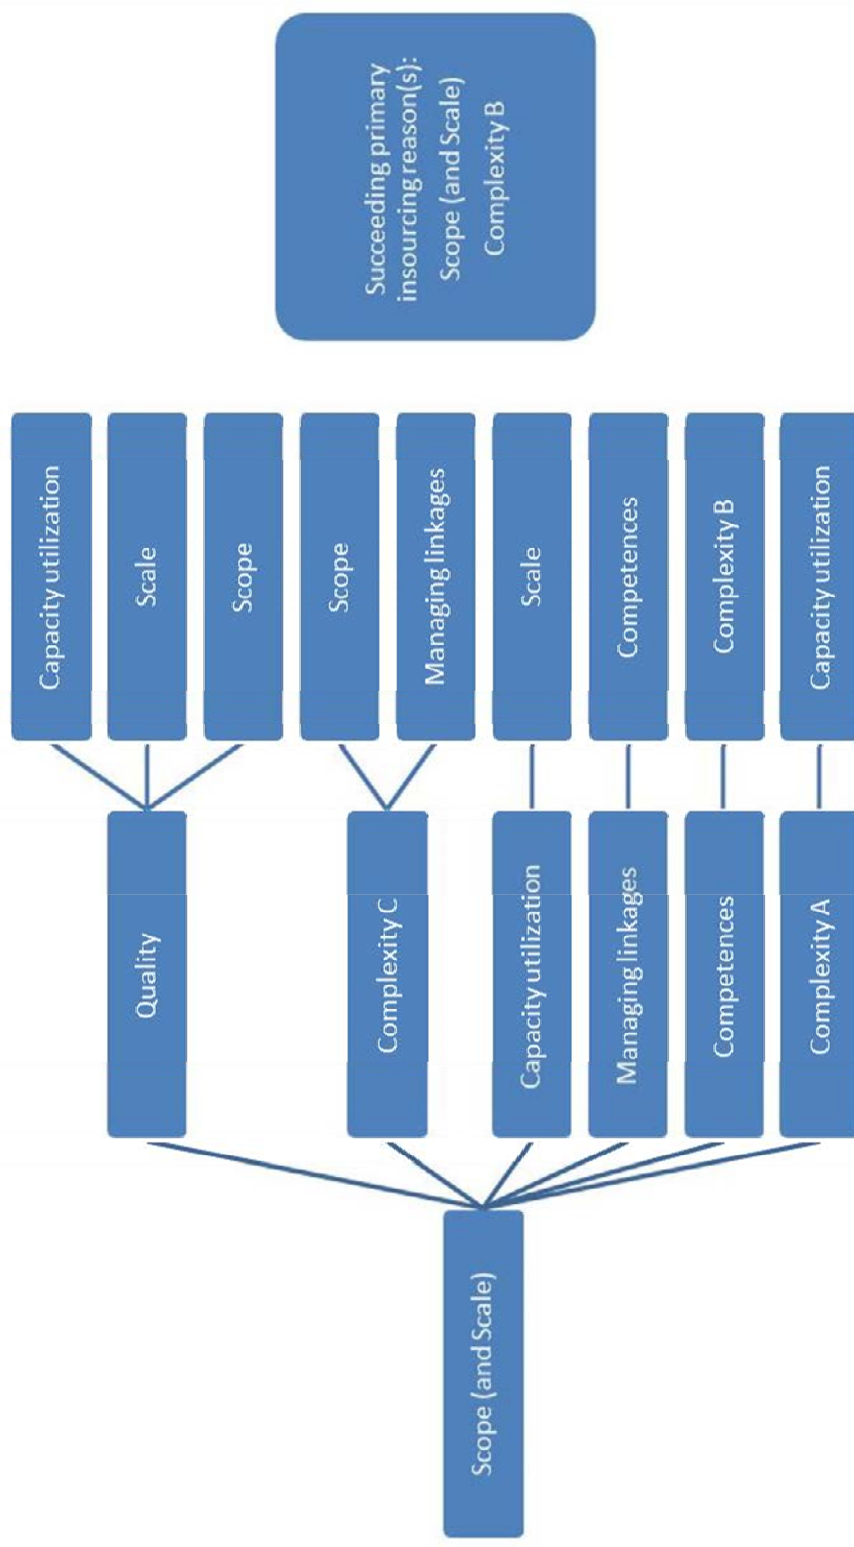 Scope (and Scale)
Quality
Complexity C
Capacity utilization
Managing linkages
Competences
Complexity A
Capacity utilization
Scale
Scope
Scope
Managing linkages
Scale
Competences
Complexity B
Capacity utilization
Succeeding primary
insourcing reason(s):
Scope (and Scale)
Complexity B